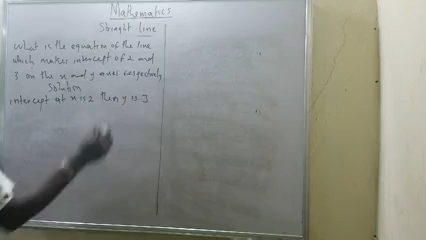 Mathematics
Straight line
What is the equation of the line
which makes intercept of 2 and
3 on the x and y axes respectively
Solution
intercept at x is 2 then y is 3